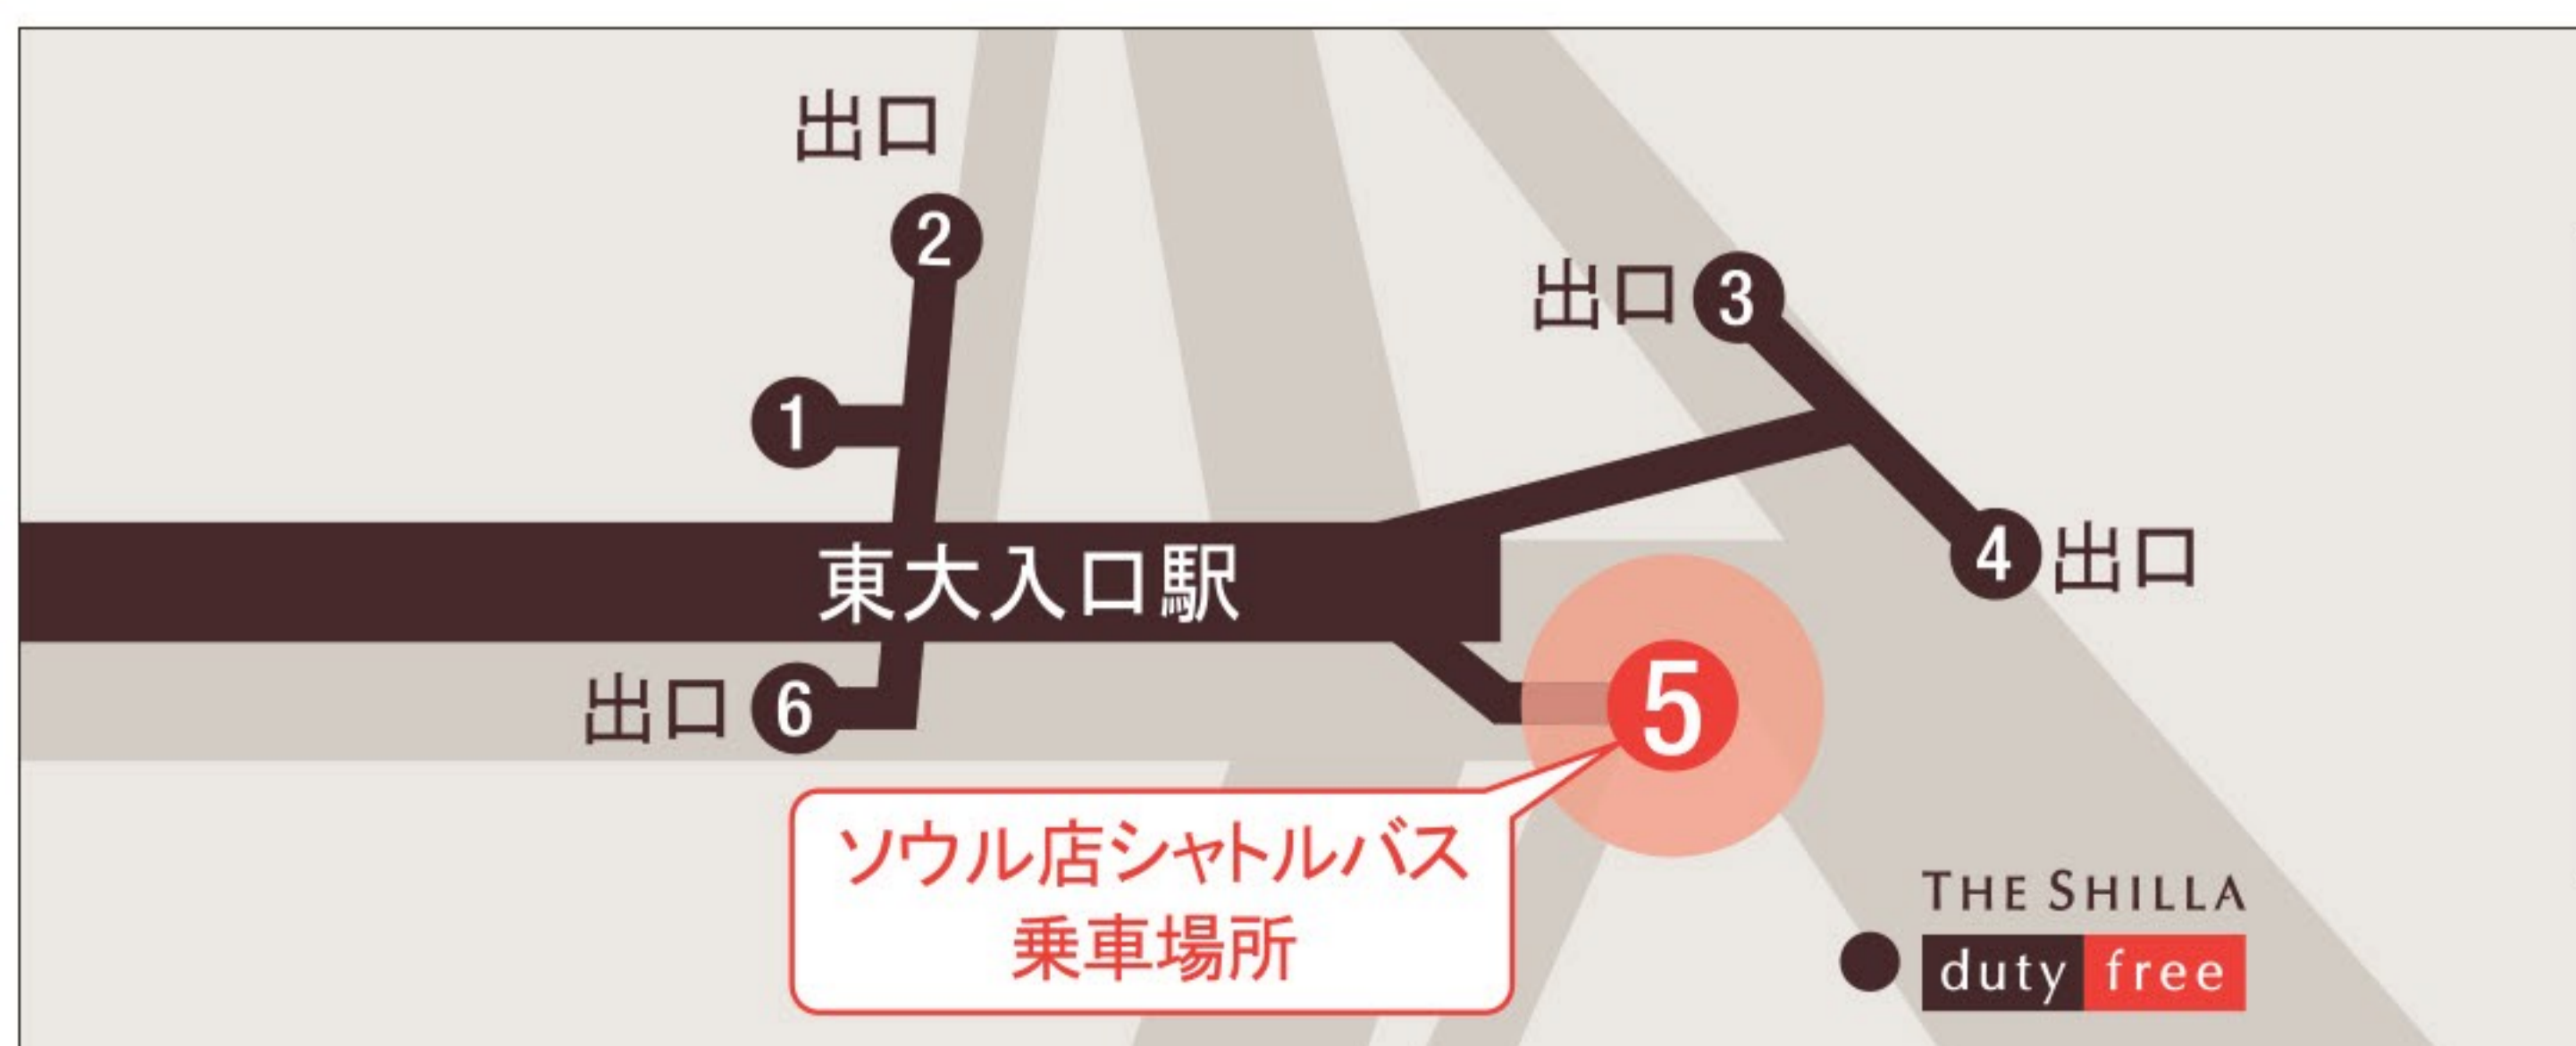 出口
2
出口 3
1
東大入口駅
4 出口
出口 6
5
ソウル店シャトルバス
乗車場所
THE SHILLA
duty free